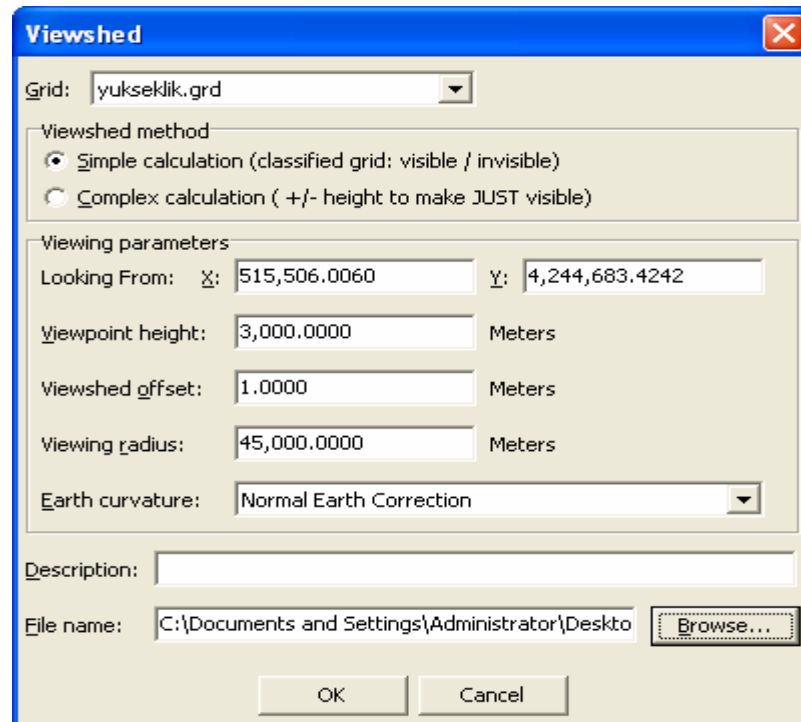 Viewshed
Grid: yukseklik.grd
Viewshed method
Simple calculation (classified grid: visible / invisible)
Complex calculation ( +/- height to make JUST visible)
Viewing parameters
Looking From: X: 515,506.0060 Y: 4,244,683.4242
Viewpoint height: 3,000.0000 Meters
Viewshed offset: 1.0000 Meters
Viewing radius: 45,000.0000 Meters
Earth curvature: Normal Earth Correction
Description:
File name: C:\Documents and Settings\Administrator\Deskto Browse...
OK Cancel